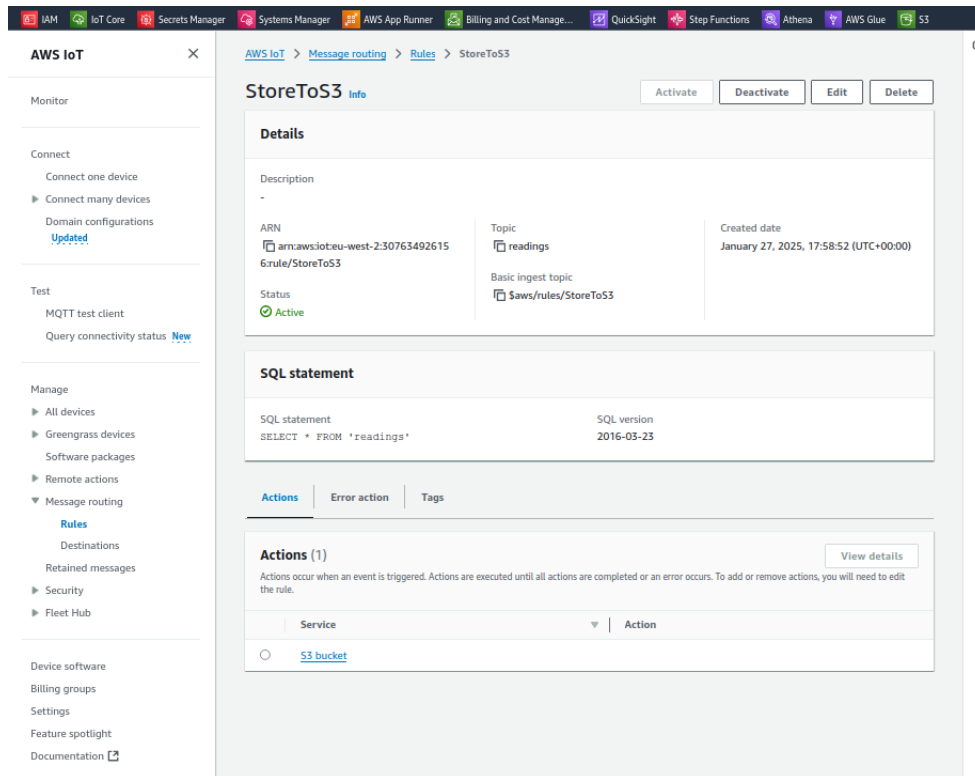 IAM IoT Core Secrets Manager Systems Manager AWS App Runner Billing and Cost Manage... QuickSight Step Functions Athena AWS Glue S3
AWS IoT
Monitor
Connect
Connect one device
Connect many devices
Domain configurations
Updated
Test
MQTT test client
Query connectivity status New
Manage
All devices
Greengrass devices
Software packages
Remote actions
Message routing
Rules
Destinations
Retained messages
Security
Fleet Hub
Device software
Billing groups
Settings
Feature spotlight
Documentation
AWS IoT > Message routing > Rules > StoreToS3
StoreToS3 Info
Activate Deactivate Edit Delete
Details
Description
-
ARN
arn:aws:iot:eu-west-2:30763492615
6:rule/StoreToS3
Status
Active
Topic
readings
Basic ingest topic
$aws/rules/StoreToS3
Created date
January 27, 2025, 17:58:52 (UTC+00:00)
SQL statement
SQL statement
SELECT * FROM 'readings'
SQL version
2016-03-23
Actions Error action Tags
Actions (1)
View details
Actions occur when an event is triggered. Actions are executed until all actions are completed or an error occurs. To add or remove actions, you will need to edit
the rule.
Service Action
S3 bucket